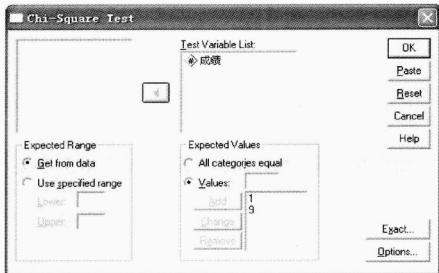 Chi-Square Test
Test Variable List:
成绩
OK
Paste
Reset
Cancel
Help
Expected Range
Get from data
Use specified range
Lower:
Upper:
Expected Values
All categories equal
Values:
Add
Change
Remove
1
9
Exact...
Options...